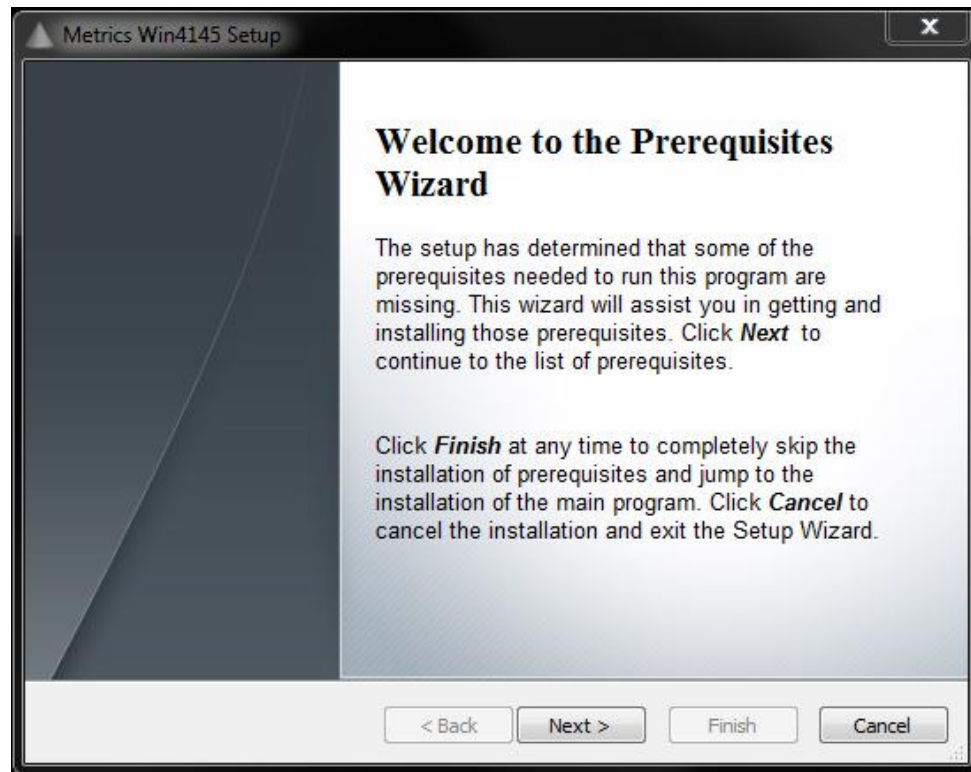 Metrics Win4145 Setup
x
Welcome to the Prerequisites
Wizard
The setup has determined that some of the
prerequisites needed to run this program are
missing. This wizard will assist you in getting and
installing those prerequisites. Click Next to
continue to the list of prerequisites.
Click Finish at any time to completely skip the
installation of prerequisites and jump to the
installation of the main program. Click Cancel to
cancel the installation and exit the Setup Wizard.
< Back Next > Finish Cancel